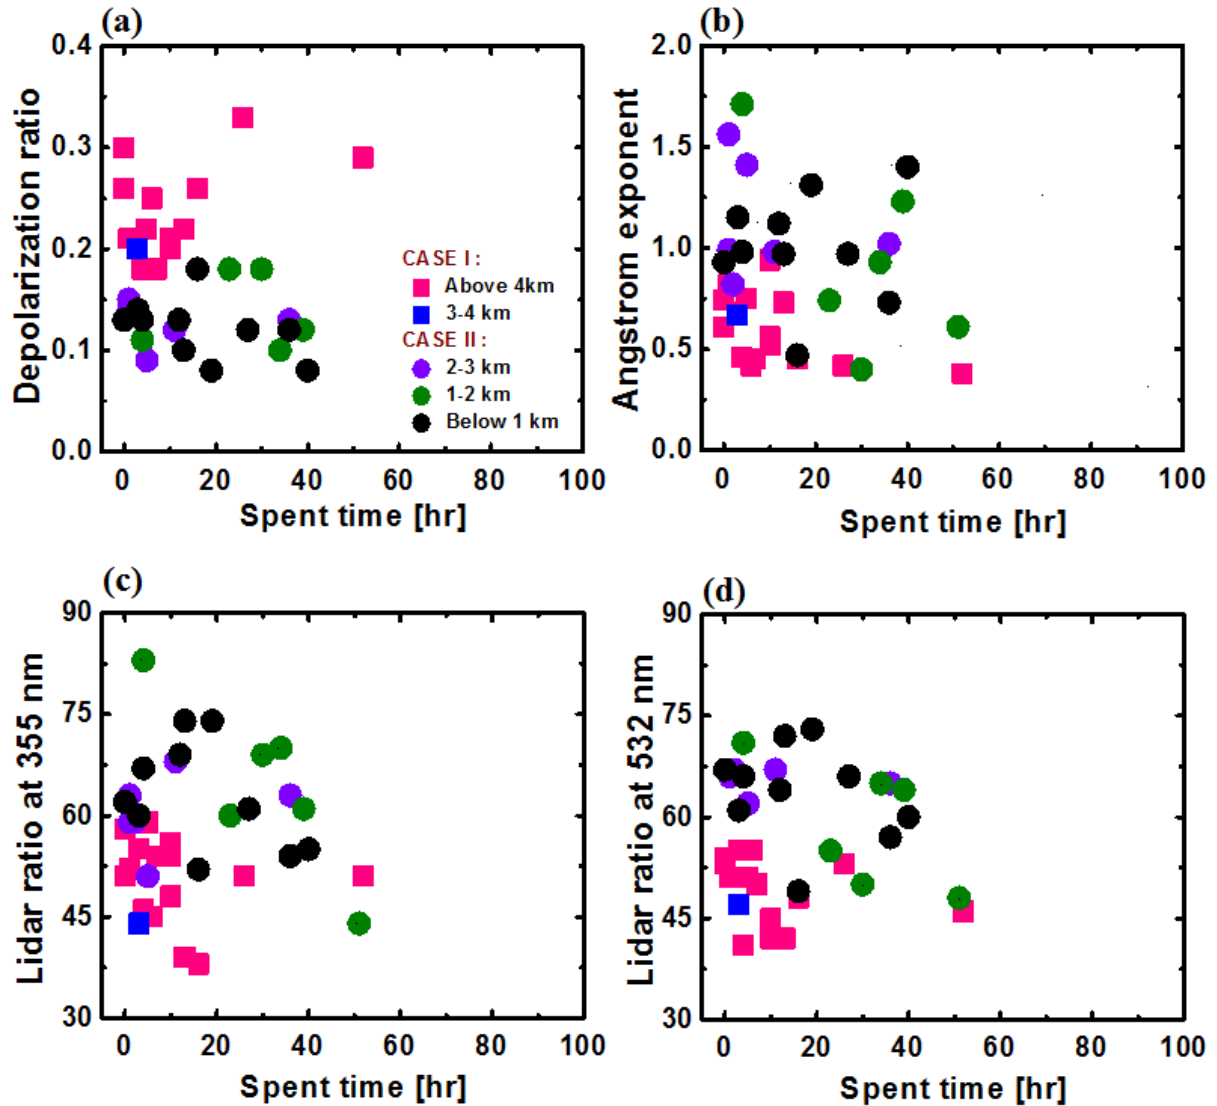 (a)
Depolarization ratio
0.4
0.3
0.2
0.1
0.0
CASE I :
Above 4km
3-4 km
CASE II :
2-3 km
1-2 km
Below 1 km
0 20 40 60 80 100
Spent time [hr]
(b)
Angstrom exponent
2.0
1.5
1.0
0.5
0.0
0 20 40 60 80 100
Spent time [hr]
(c)
Lidar ratio at 355 nm
90
75
60
45
30
0 20 40 60 80 100
Spent time [hr]
(d)
Lidar ratio at 532 nm
90
75
60
45
30
0 20 40 60 80 100
Spent time [hr]